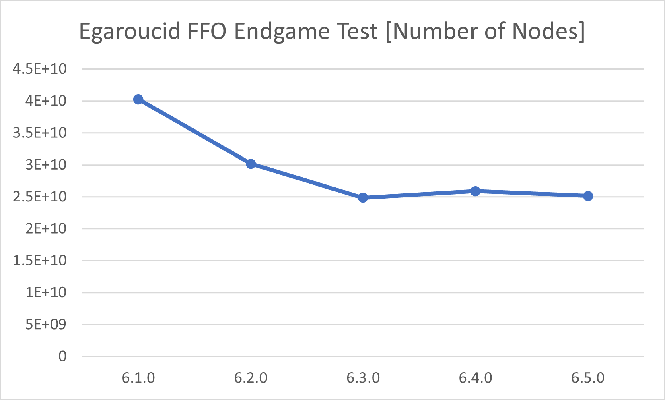 Egaroucid FFO Endgame Test [Number of Nodes]
4.5E+10
4E+10
3.5E+10
3E+10
2.5E+10
2E+10
1.5E+10
1E+10
5E+09
0
6.1.0 6.2.0 6.3.0 6.4.0 6.5.0